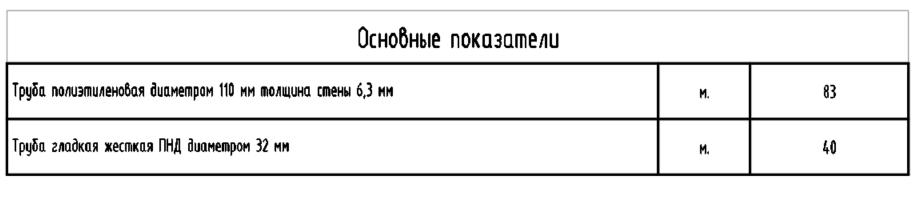 Основные показатели
Труба полиэтиленовая диаметром 110 мм толщина стены 6,3 мм м. 83
Труба гладкая жесткая ПНД диаметром 32 мм м. 40